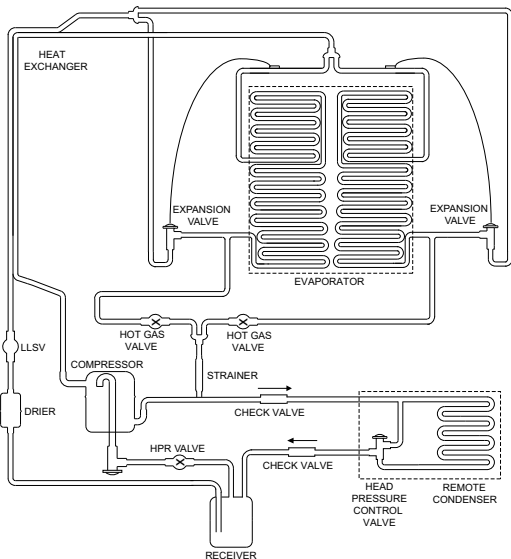 HEAT
EXCHANGER
EXPANSION
VALVE
EXPANSION
VALVE
EVAPORATOR
HOT GAS
VALVE
HOT GAS
VALVE
LLSV
COMPRESSOR
STRAINER
DRIER
CHECK VALVE
HPR VALVE
CHECK VALVE
HEAD
PRESSURE
CONTROL
VALVE
REMOTE
CONDENSER
RECEIVER